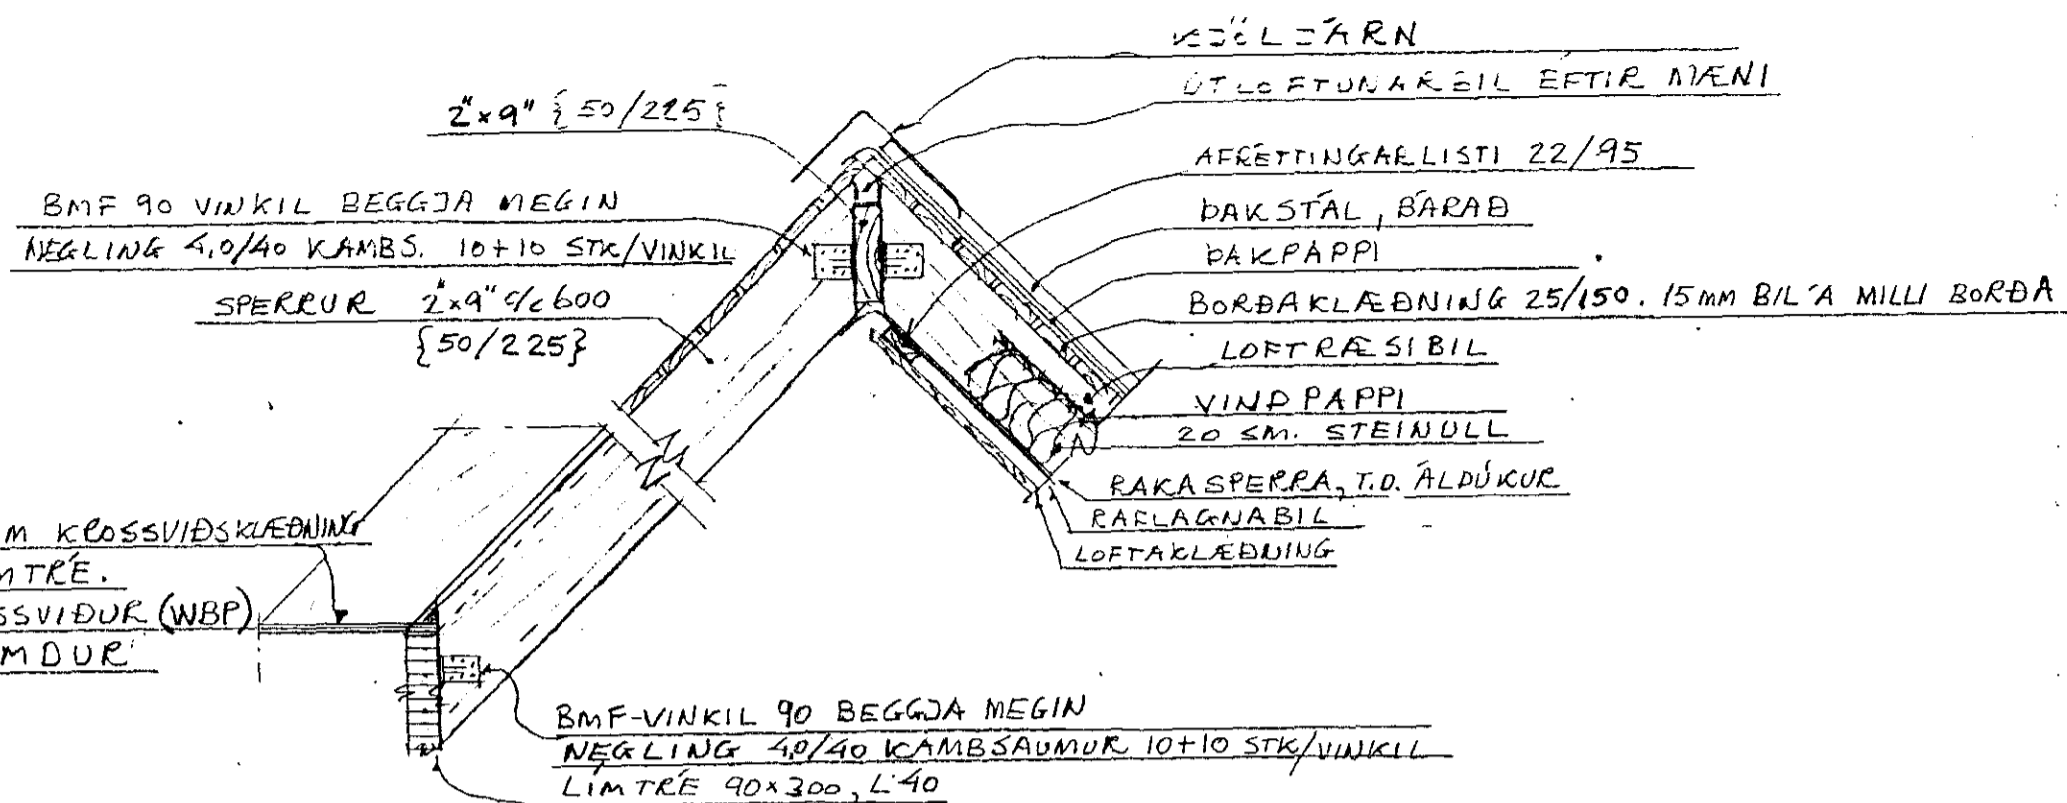 KJÖLJÁRN
ÚTLOFTUNARBIL EFTIR MÆNI
2"x9" {50/225}
AFRÉTTINGARLISTI 22/95
BMF 90 VINKIL BEGGJA MEGIN
NEGLING 4,0/40 KAMBS. 10+10 STK/VINKIL
ÞAKSTÁL, BÁRAÐ
ÞAKPAPPI
SPERRUR 2"x9" c/c 600
{50/225}
BORÐAKLÆÐNING 25/150. 15MM BIL Á MILLI BORÐA
LOFTRÆSIBIL
VINDPAPPI
20 SM. STEINULL
RAKASPERRA, T.D. ÁLDÚKUR
RAFLAGNABIL
LOFTAKLÆÐNING
M KROSSVIÐSKLÆÐNING
MTRÉ.
SSVIÐUR (WBP)
MDUR
BMF-VINKIL 90 BEGGJA MEGIN
NEGLING 4,0/40 KAMBSAUMUR 10+10 STK/VINKIL
LÍMTRÉ 90x300, L-40